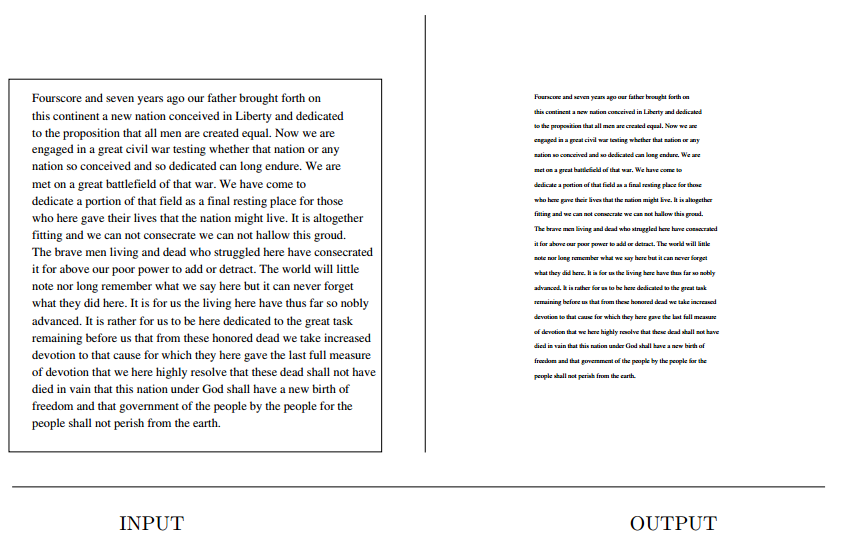 Fourscore and seven years ago our father brought forth on
this continent a new nation conceived in Liberty and dedicated
to the proposition that all men are created equal. Now we are
engaged in a great civil war testing whether that nation or any
nation so conceived and so dedicated can long endure. We are
met on a great battlefield of that war. We have come to
dedicate a portion of that field as a final resting place for those
who here gave their lives that the nation might live. It is altogether
fitting and we can not consecrate we can not hallow this groud.
The brave men living and dead who struggled here have consecrated
it for above our poor power to add or detract. The world will little
note nor long remember what we say here but it can never forget
what they did here. It is for us the living here have thus far so nobly
advanced. It is rather for us to be here dedicated to the great task
remaining before us that from these honored dead we take increased
devotion to that cause for which they here gave the last full measure
of devotion that we here highly resolve that these dead shall not have
died in vain that this nation under God shall have a new birth of
freedom and that government of the people by the people for the
people shall not perish from the earth.
Fourscore and seven years ago our father brought forth on
this continent a new nation conceived in Liberty and dedicated
to the proposition that all men are created equal. Now we are
engaged in a great civil war testing whether that nation or any
nation so conceived and so dedicated can long endure. We are
met on a great battlefield of that war. We have come to
dedicate a portion of that field as a final resting place for those
who here gave their lives that the nation might live. It is altogether
fitting and we can not consecrate we can not hallow this groud.
The brave men living and dead who struggled here have consecrated
it for above our poor power to add or detract. The world will little
note nor long remember what we say here but it can never forget
what they did here. It is for us the living here have thus far so nobly
advanced. It is rather for us to be here dedicated to the great task
remaining before us that from these honored dead we take increased
devotion to that cause for which they here gave the last full measure
of devotion that we here highly resolve that these dead shall not have
died in vain that this nation under God shall have a new birth of
freedom and that government of the people by the people for the
people shall not perish from the earth.
INPUT
OUTPUT